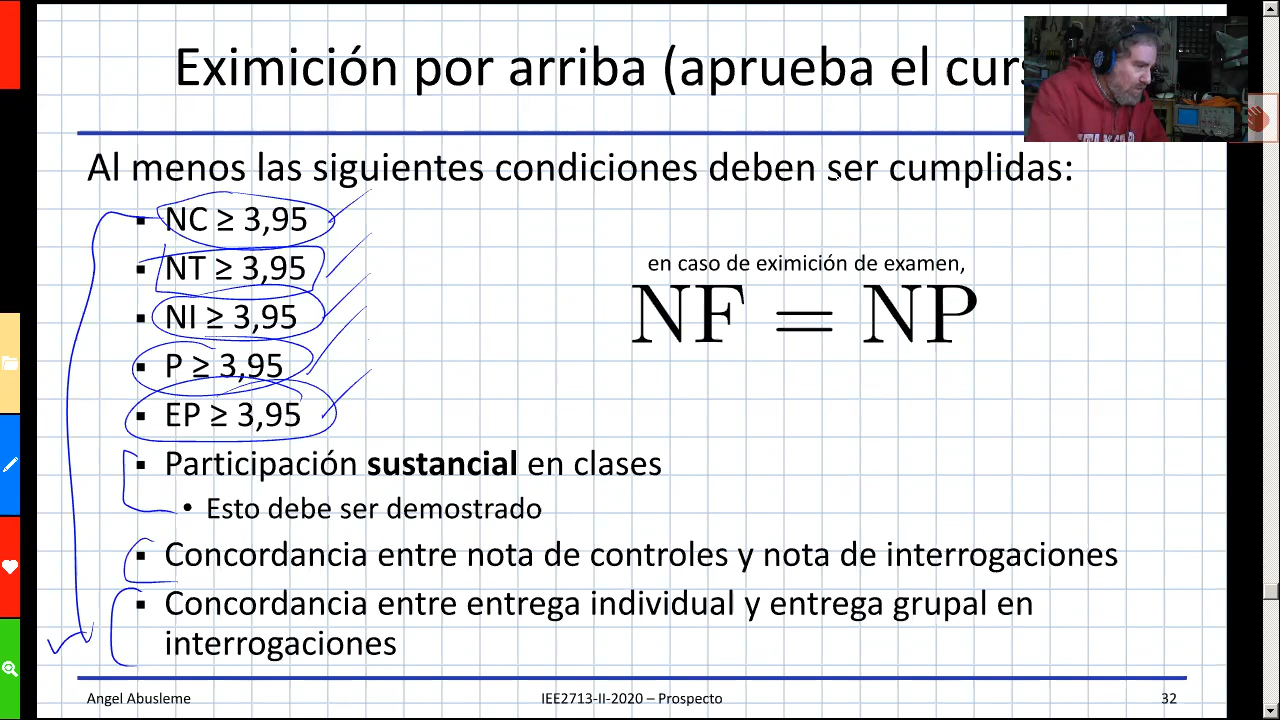 Eximición por arriba (aprueba el curs
Al menos las siguientes condiciones deben ser cumplidas:
▪ NC ≥ 3,95
▪ NT ≥ 3,95
▪ NI ≥ 3,95
▪ P ≥ 3,95
▪ EP ≥ 3,95
▪ Participación sustancial en clases
• Esto debe ser demostrado
▪ Concordancia entre nota de controles y nota de interrogaciones
▪ Concordancia entre entrega individual y entrega grupal en
interrogaciones
en caso de eximición de examen,
NF = NP
Angel Abusleme
IEE2713-II-2020 – Prospecto
32